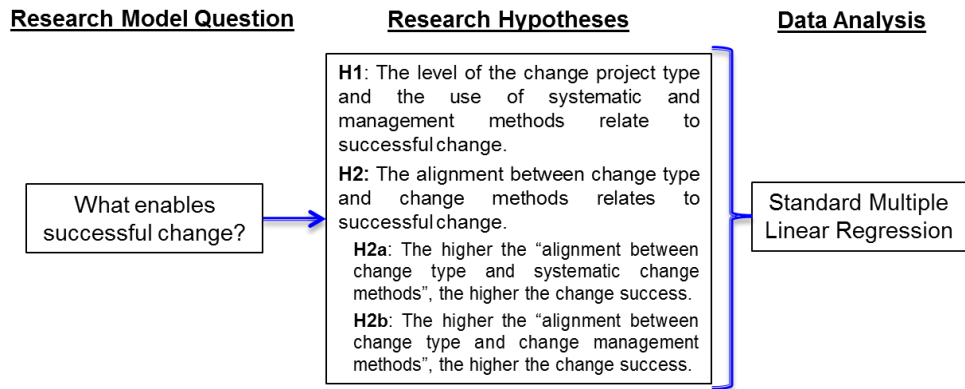 Research Model Question
Research Hypotheses
Data Analysis
What enables
successful change?
H1: The level of the change project type
and the use of systematic and
management methods relate to
successful change.
H2: The alignment between change type
and change methods relates to
successful change.
H2a: The higher the “alignment between
change type and systematic change
methods”, the higher the change success.
H2b: The higher the “alignment between
change type and change management
methods”, the higher the change success.
Standard Multiple
Linear Regression